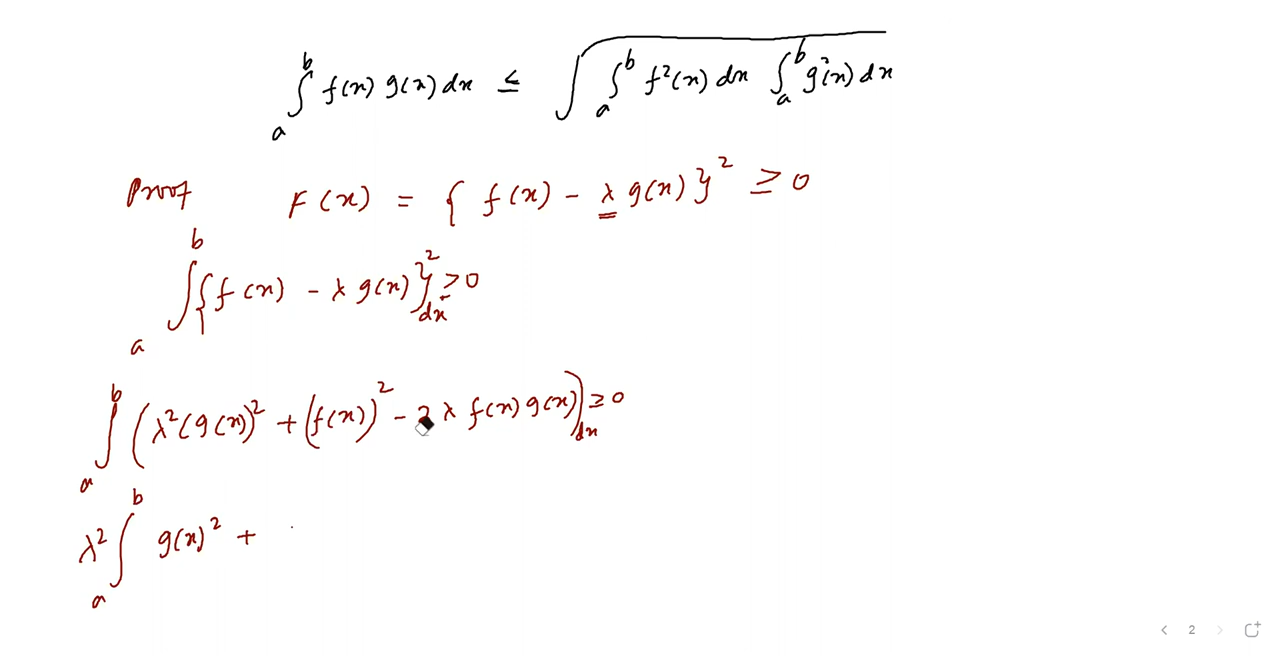 ∫_a^b f(x) g(x) dx ≤ √( ∫_a^b f²(x) dx ∫_a^b g²(x) dx
Proof F(x) = { f(x) - λ g(x) }² ≥ 0
∫_a^b { f(x) - λ g(x) }² dx ≥ 0
∫_a^b ( λ² (g(x))² + (f(x))² - 2 λ f(x) g(x) ) dx ≥ 0
λ² ∫_a^b g(x)² +
< 2 >